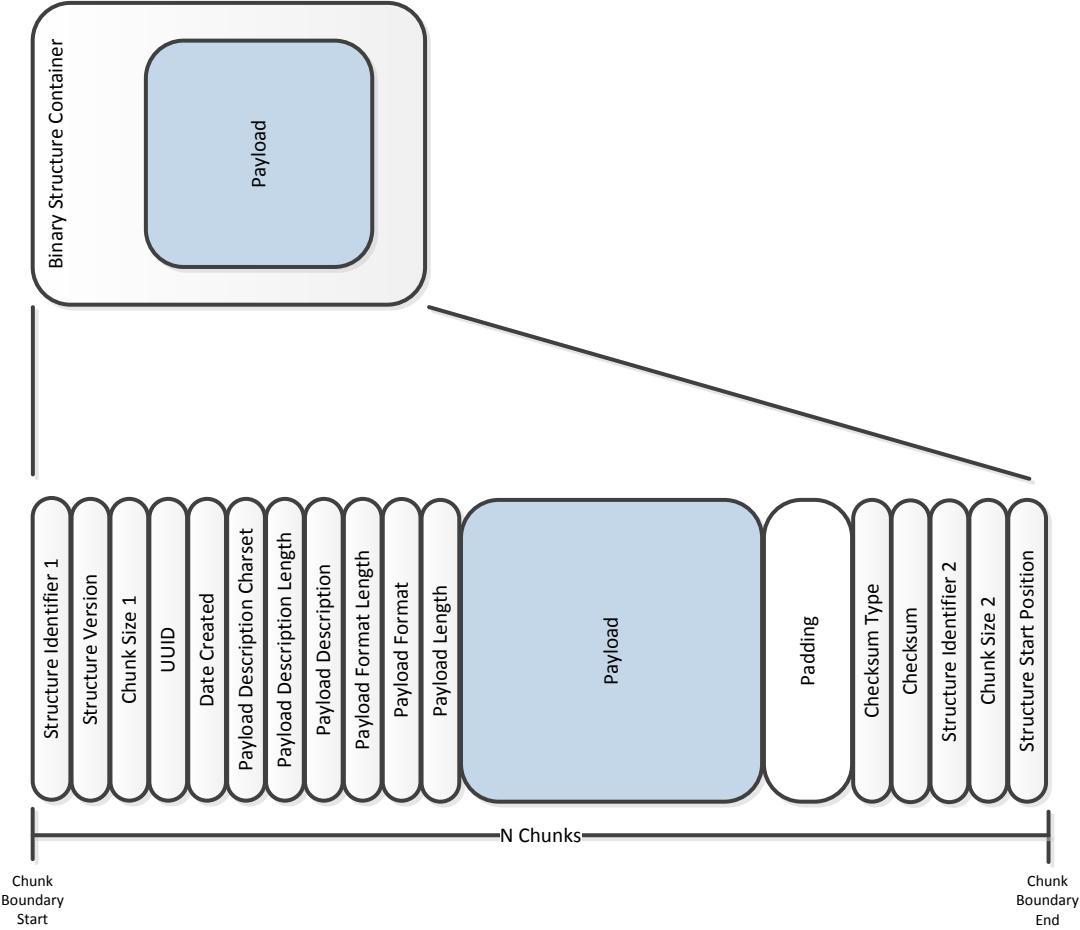 Binary Structure Container
Payload
Structure Identifier 1
Structure Version
Chunk Size 1
UUID
Date Created
Payload Description Charset
Payload Description Length
Payload Description
Payload Format Length
Payload Format
Payload Length
Payload
Padding
Checksum Type
Checksum
Structure Identifier 2
Chunk Size 2
Structure Start Position
N Chunks
Chunk
Boundary
Start
Chunk
Boundary
End